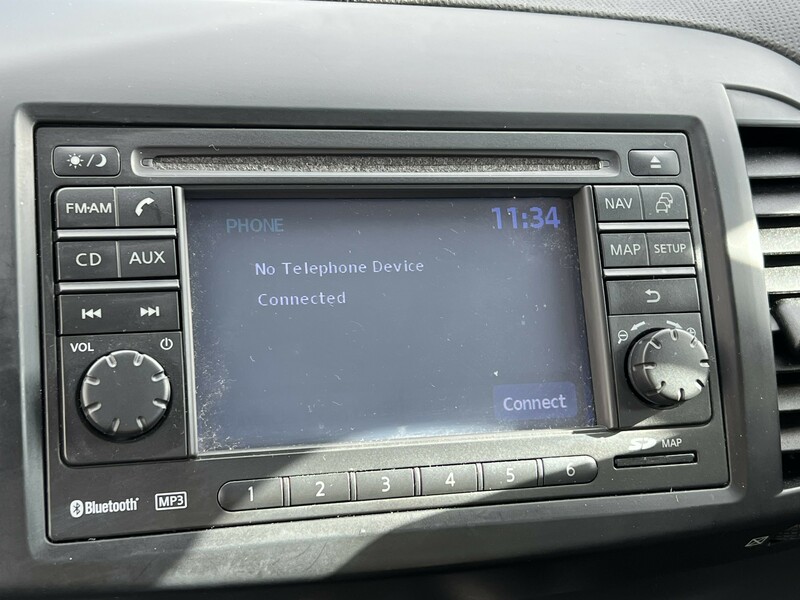 FM·AM
CD
AUX
VOL
PHONE
11:34
No Telephone Device
Connected
Connect
NAV
MAP
SETUP
SD MAP
1 2 3 4 5 6
Bluetooth
MP3